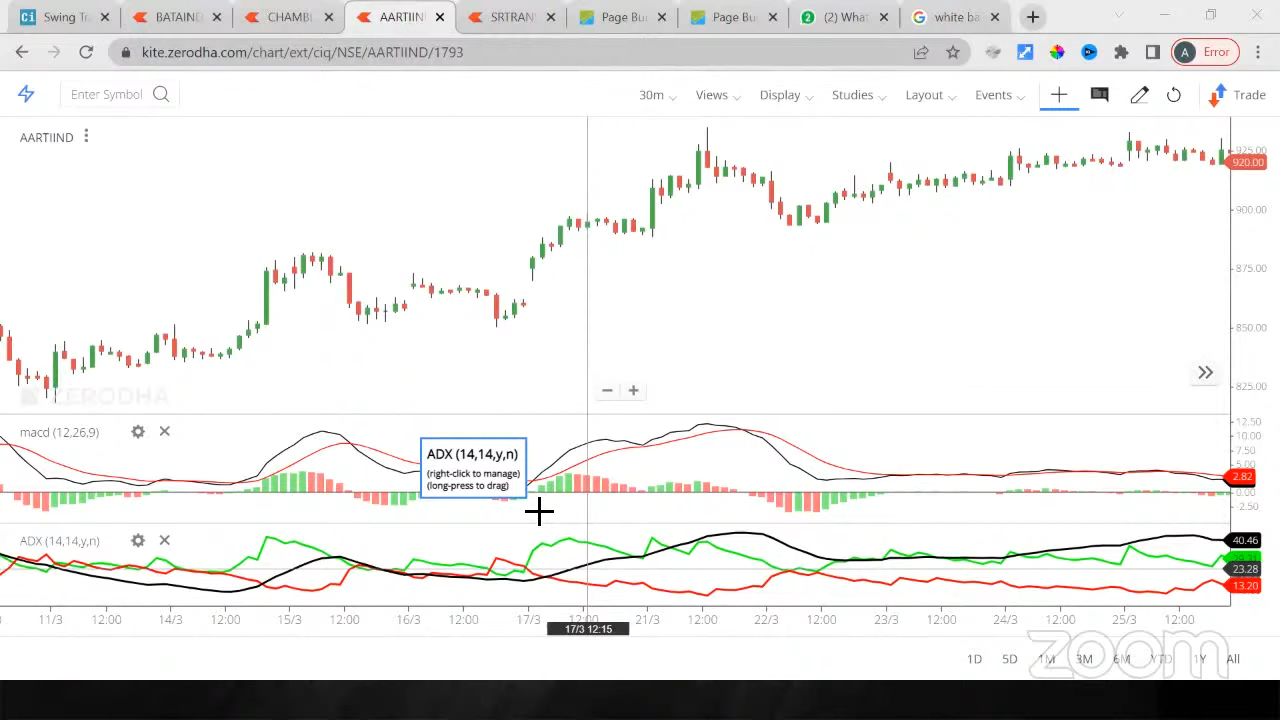 Swing Tr
BATAIND
CHAMBL
AARTIIN
SRTRAN
Page Bu
Page Bu
2
(2) What
white ba
kite.zerodha.com/chart/ext/ciq/NSE/AARTIIND/1793
A
Error
Enter Symbol
30m
Views
Display
Studies
Layout
Events
Trade
AARTIIND
925.00
920.00
900.00
875.00
850.00
825.00
ZERODHA
macd (12,26,9)
12.50
10.00
7.50
5.00
2.82
0.00
-2.50
ADX (14,14,y,n)
(right-click to manage)
(long-press to drag)
ADX (14,14,y,n)
40.46
23.28
13.20
11/3
12:00
14/3
12:00
15/3
12:00
16/3
12:00
17/3
12:00
21/3
12:00
22/3
12:00
23/3
12:00
24/3
12:00
25/3
12:00
17/3 12:15
1D
5D
1M
3M
6M
YTD
1Y
All
zoom